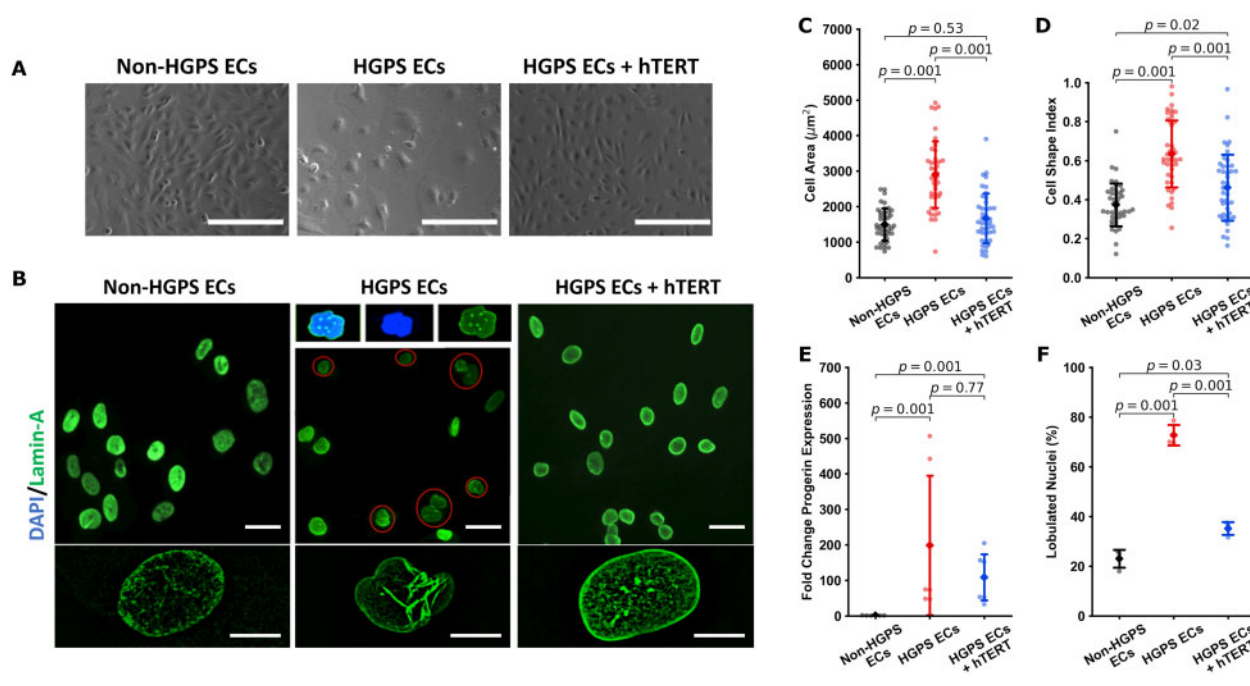 A
Non-HGPS ECs
HGPS ECs
HGPS ECs + hTERT
B
Non-HGPS ECs
HGPS ECs
HGPS ECs + hTERT
DAPI/Lamin-A
C
p = 0.53
p = 0.001
p = 0.001
Cell Area (μm²)
7000
6000
5000
4000
3000
2000
1000
0
Non-HGPS
ECs
HGPS ECs
HGPS ECs
+ hTERT
D
p = 0.02
p = 0.001
p = 0.001
Cell Shape Index
1.0
0.8
0.6
0.4
0.2
0.0
Non-HGPS
ECs
HGPS ECs
HGPS ECs
+ hTERT
E
p = 0.001
p = 0.77
p = 0.001
Fold Change Progerin Expression
700
600
500
400
300
200
100
0
Non-HGPS
ECs
HGPS ECs
HGPS ECs
+ hTERT
F
p = 0.03
p = 0.001
p = 0.001
Lobulated Nuclei (%)
100
80
60
40
20
0
Non-HGPS
ECs
HGPS ECs
HGPS ECs
+ hTERT